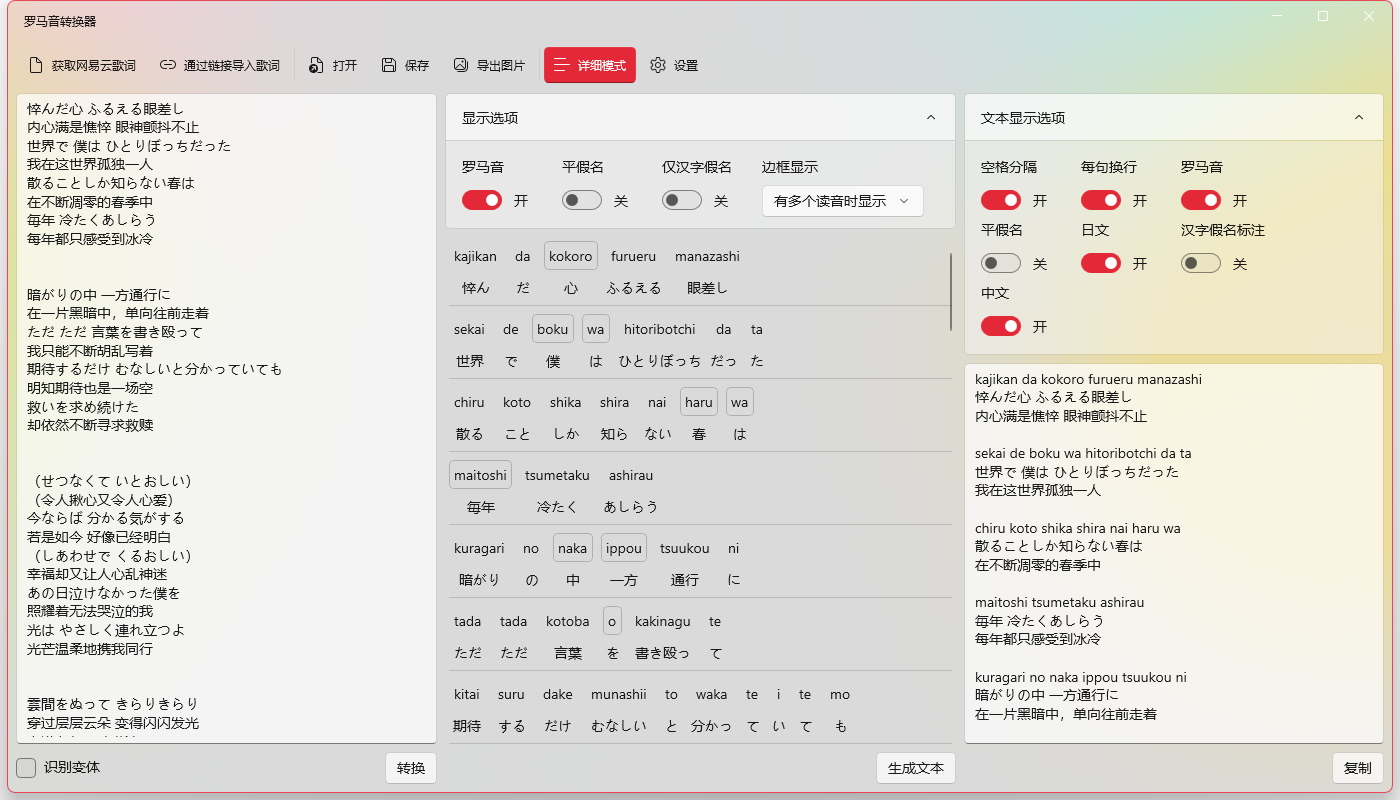 罗马音转换器
获取网易云歌词 通过链接导入歌词 打开 保存 导出图片 详细模式 设置
悴んだ心 ふるえる眼差し
内心满是憔悴 眼神颤抖不止
世界で 僕は ひとりぼっちだった
我在这世界孤独一人
散ることしか知らない春は
在不断凋零的春季中
毎年 冷たくあしらう
每年都只感受到冰冷
暗がりの中 一方通行に
在一片黑暗中，单向往前走着
ただ ただ 言葉を書き殴って
我只能不断胡乱写着
期待するだけ むなしいと分かっていても
明知期待也是一场空
救いを求め続けた
却依然不断寻求救赎
（せつなくて いとおしい）
（令人揪心又令人心爱）
今ならば 分かる気がする
若是如今 好像已经明白
（しあわせで くるおしい）
幸福却又让人心乱神迷
あの日泣けなかった僕を
照耀着无法哭泣的我
光は やさしく連れ立つよ
光芒温柔地携我同行
雲間をぬって きらりきらり
穿过层层云朵 变得闪闪发光
识别变体
转换
显示选项
罗马音 平假名 仅汉字假名 边框显示
开 关 关 有多个读音时显示
kajikan da kokoro furueru manazashi
悴ん だ 心 ふるえる 眼差し
sekai de boku wa hitoribotchi da ta
世界 で 僕 は ひとりぼっち だっ た
chiru koto shika shira nai haru wa
散る こと しか 知ら ない 春 は
maitoshi tsumetaku ashirau
毎年 冷たく あしらう
kuragari no naka ippou tsuukou ni
暗がり の 中 一方 通行 に
tada tada kotoba o kakinagu te
ただ ただ 言葉 を 書き殴っ て
kitai suru dake munashii to waka te i te mo
期待 する だけ むなしい と 分かっ て い て も
生成文本
文本显示选项
空格分隔 每句换行 罗马音
开 开 开
平假名 日文 汉字假名标注
关 开 关
中文
开
kajikan da kokoro furueru manazashi
悴んだ心 ふるえる眼差し
内心满是憔悴 眼神颤抖不止
sekai de boku wa hitoribotchi da ta
世界で 僕は ひとりぼっちだった
我在这世界孤独一人
chiru koto shika shira nai haru wa
散ることしか知らない春は
在不断凋零的春季中
maitoshi tsumetaku ashirau
毎年 冷たくあしらう
每年都只感受到冰冷
kuragari no naka ippou tsuukou ni
暗がりの中 一方通行に
在一片黑暗中，单向往前走着
复制